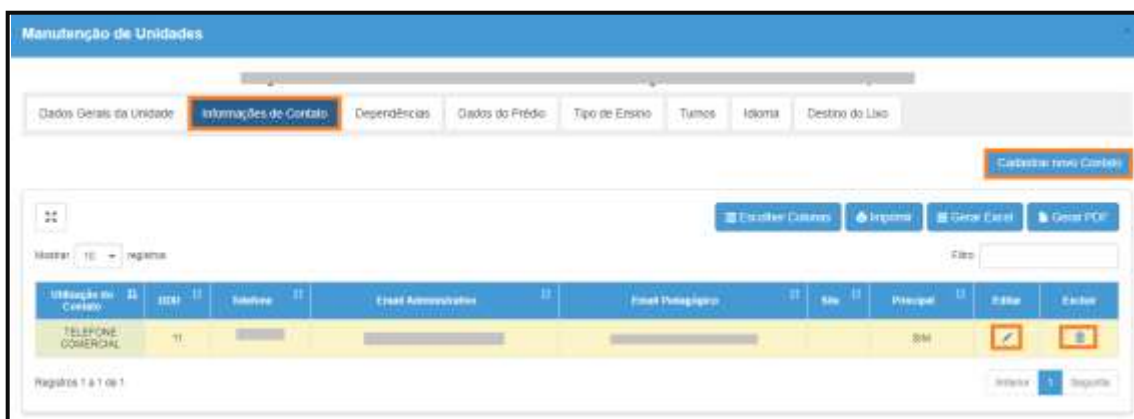 Manutenção de Unidades
Dados Gerais da Unidade Informações de Contato Dependências Dados do Prédio Tipo de Ensino Turnos Idioma Destino do Lixo
Cadastrar novo Contato
Escolher Colunas Imprimir Gerar Excel Gerar PDF
Mostrar 10 registros Filtro
Utilização do Contato DDD Telefone Email Administrativo Email Pedagógico Site Principal Editar Excluir
TELEFONE COMERCIAL 11 SIM
Registros 1 a 1 de 1 Anterior 1 Seguinte